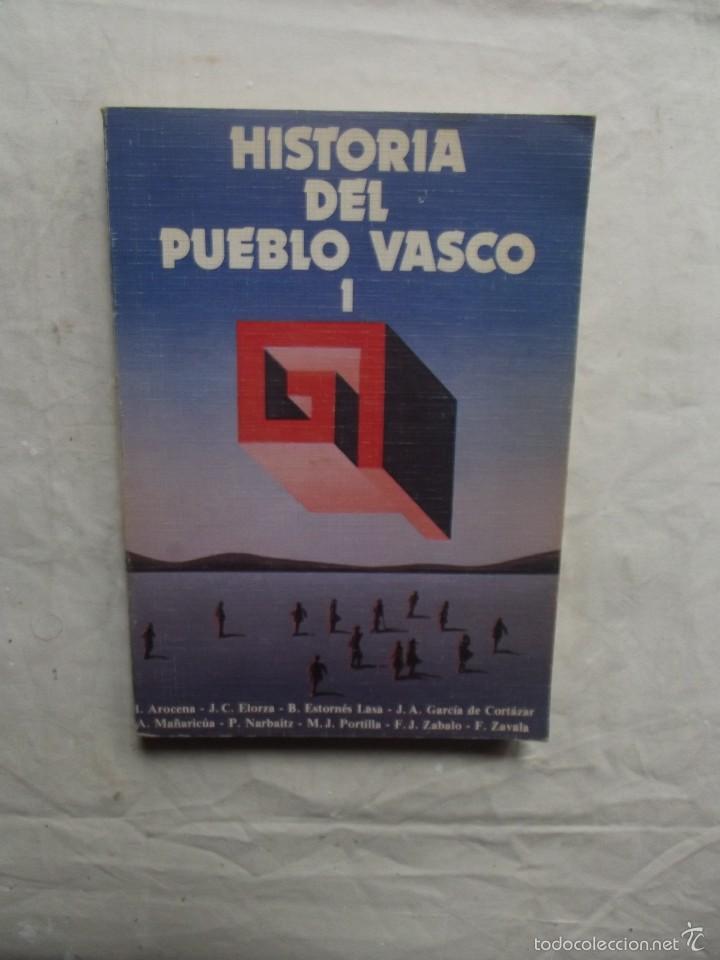 HISTORIA
DEL
PUEBLO VASCO
1
I. Arocena - J. C. Elorza - B. Estornés Lasa - J. A. García de Cortázar
A. Mañaricúa - P. Narbaitz - M. J. Portilla - F. J. Zabalo - F. Zavala
todocoleccion.net